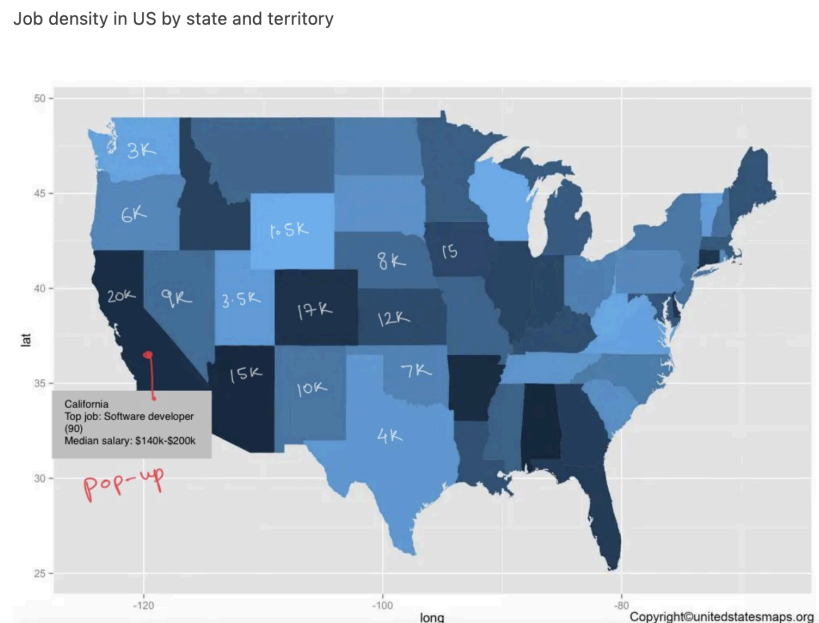 Job density in US by state and territory
50
45
40
35
30
25
lat
3K
6K
1.5K
8K
15
20K
9K
3.5K
17K
12K
15K
10K
7K
4K
California
Top job: Software developer
(90)
Median salary: $140k-$200k
pop-up
-120
-100
-80
long
Copyright©unitedstatesmaps.org